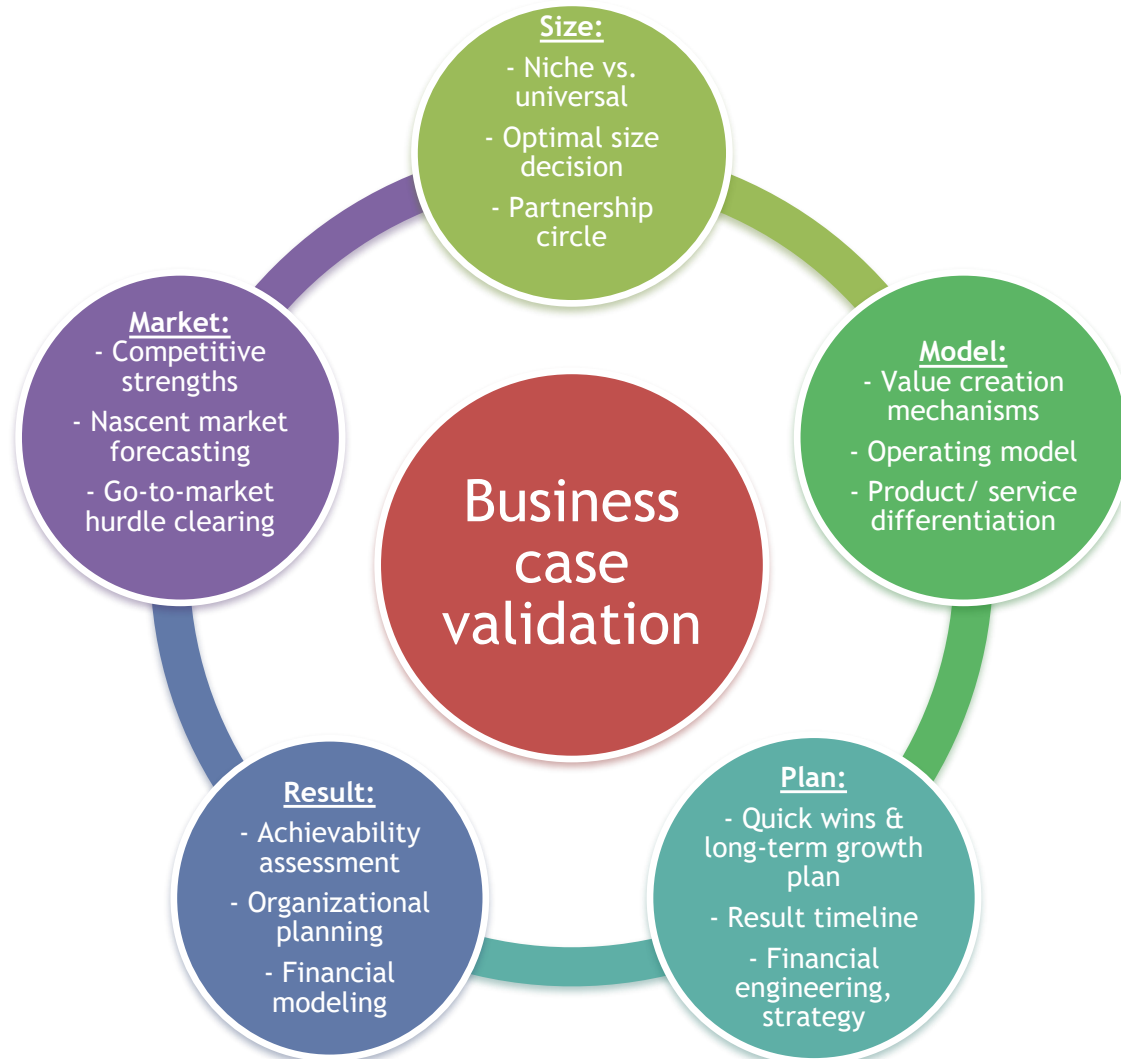 Size:
- Niche vs.
universal
- Optimal size
decision
- Partnership
circle
Model:
- Value creation
mechanisms
- Operating model
- Product/ service
differentiation
Plan:
- Quick wins &
long-term growth
plan
- Result timeline
- Financial
engineering,
strategy
Result:
- Achievability
assessment
- Organizational
planning
- Financial
modeling
Market:
- Competitive
strengths
- Nascent market
forecasting
- Go-to-market
hurdle clearing
Business
case
validation